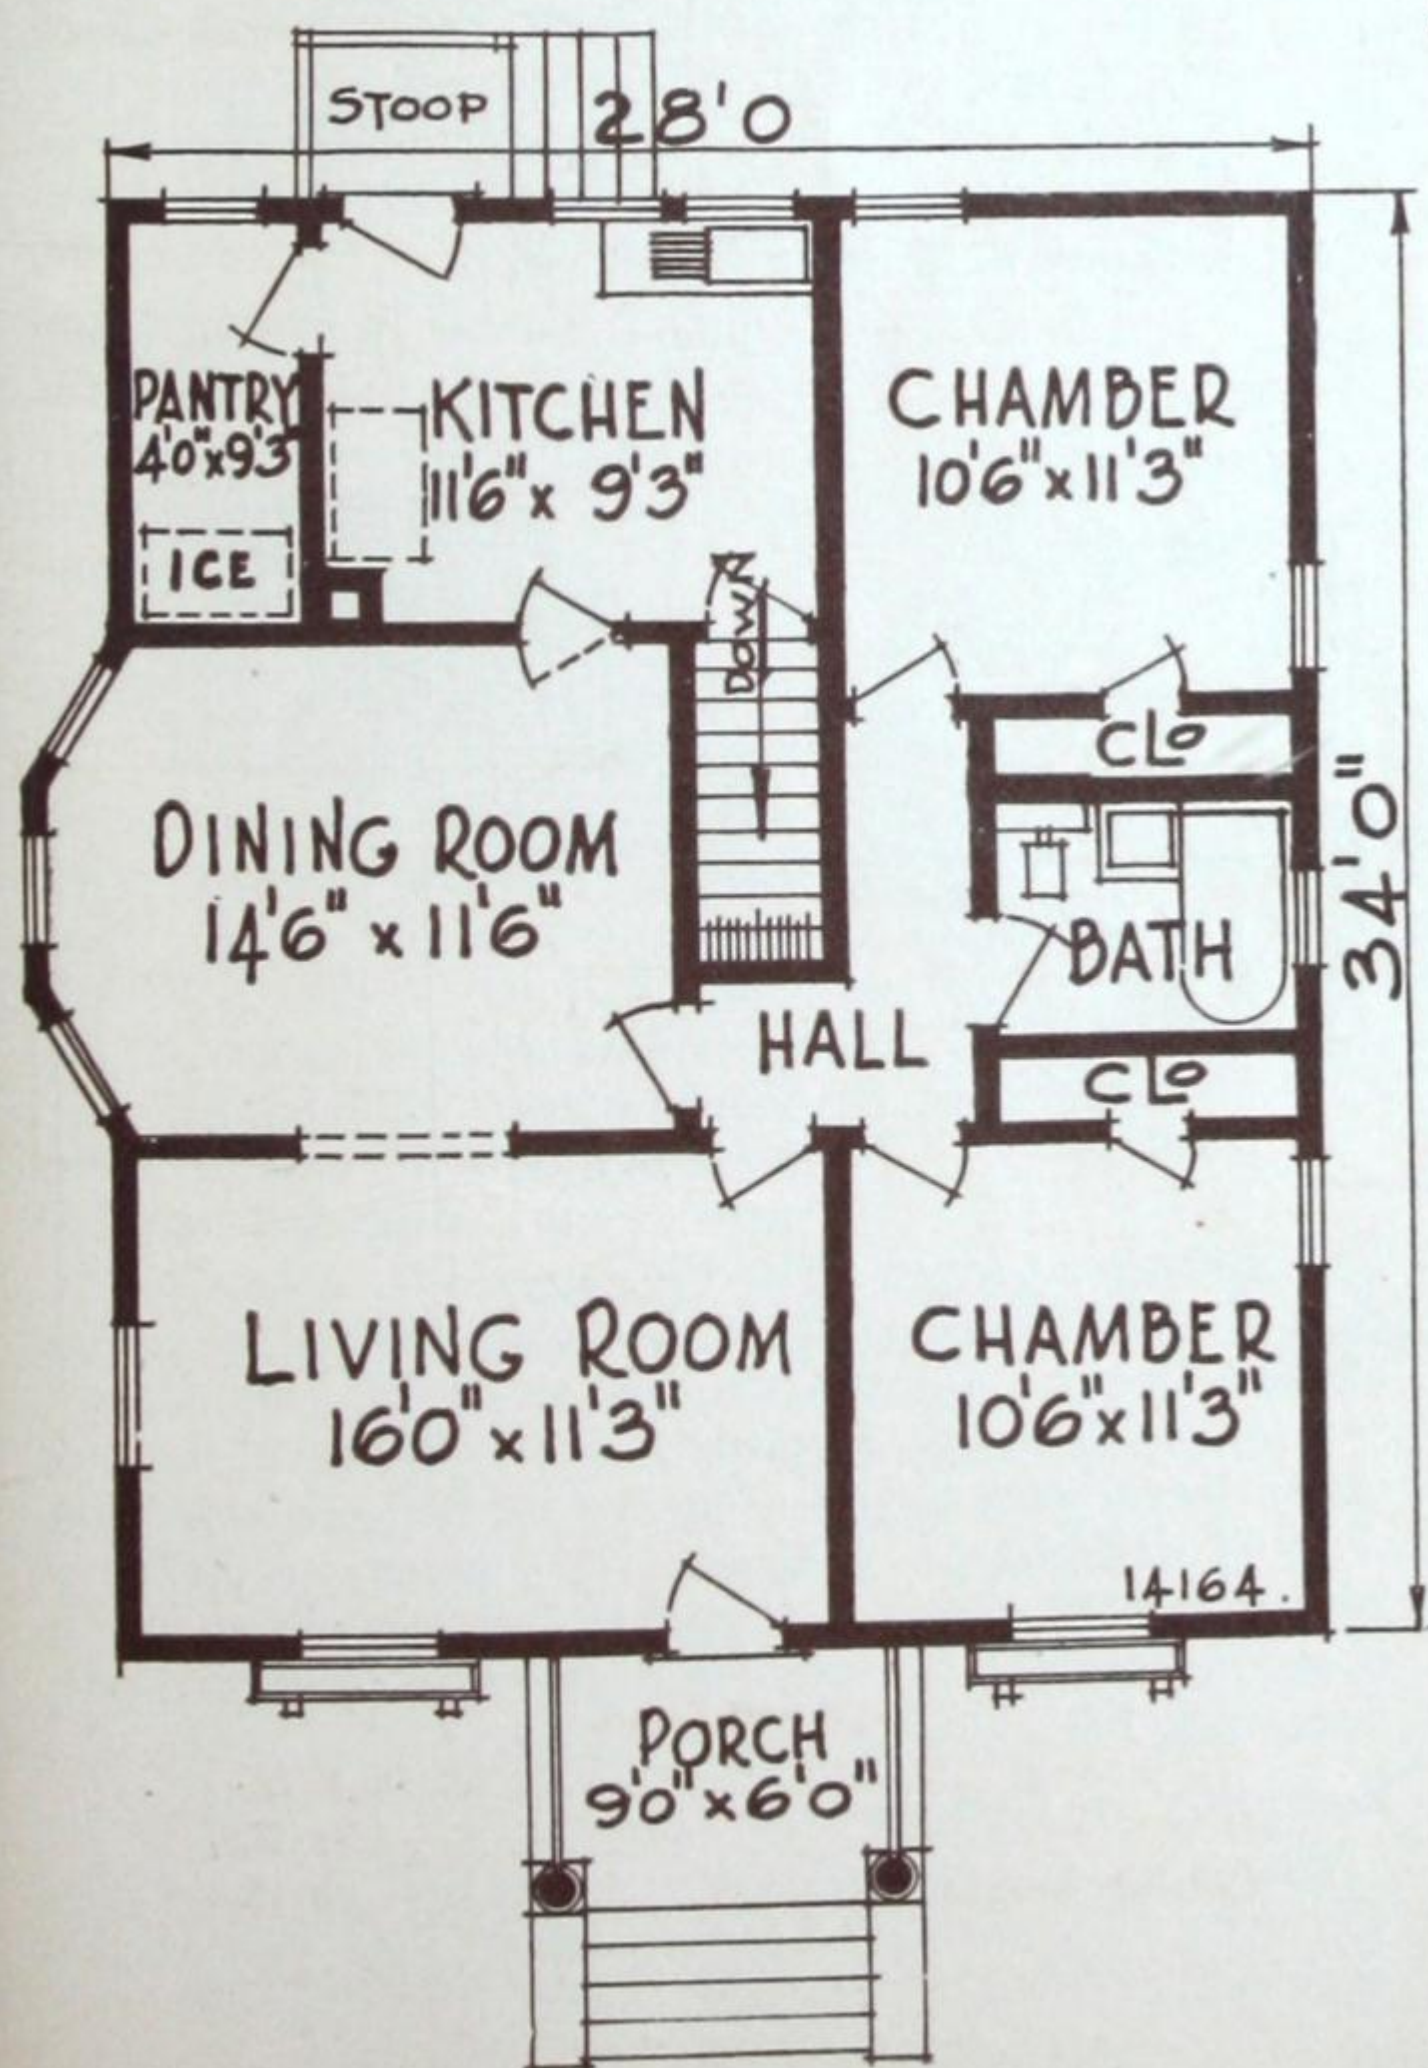 STOOP
28'0
PANTRY
4'0"x9'3
KITCHEN
11'6"x 9'3"
CHAMBER
10'6"x11'3"
ICE
DOWN
CLO
DINING ROOM
14'6" x 11'6"
34'0"
BATH
HALL
CLO
LIVING ROOM
16'0"x11'3"
CHAMBER
10'6"x11'3"
14164.
PORCH
9'0"x6'0"